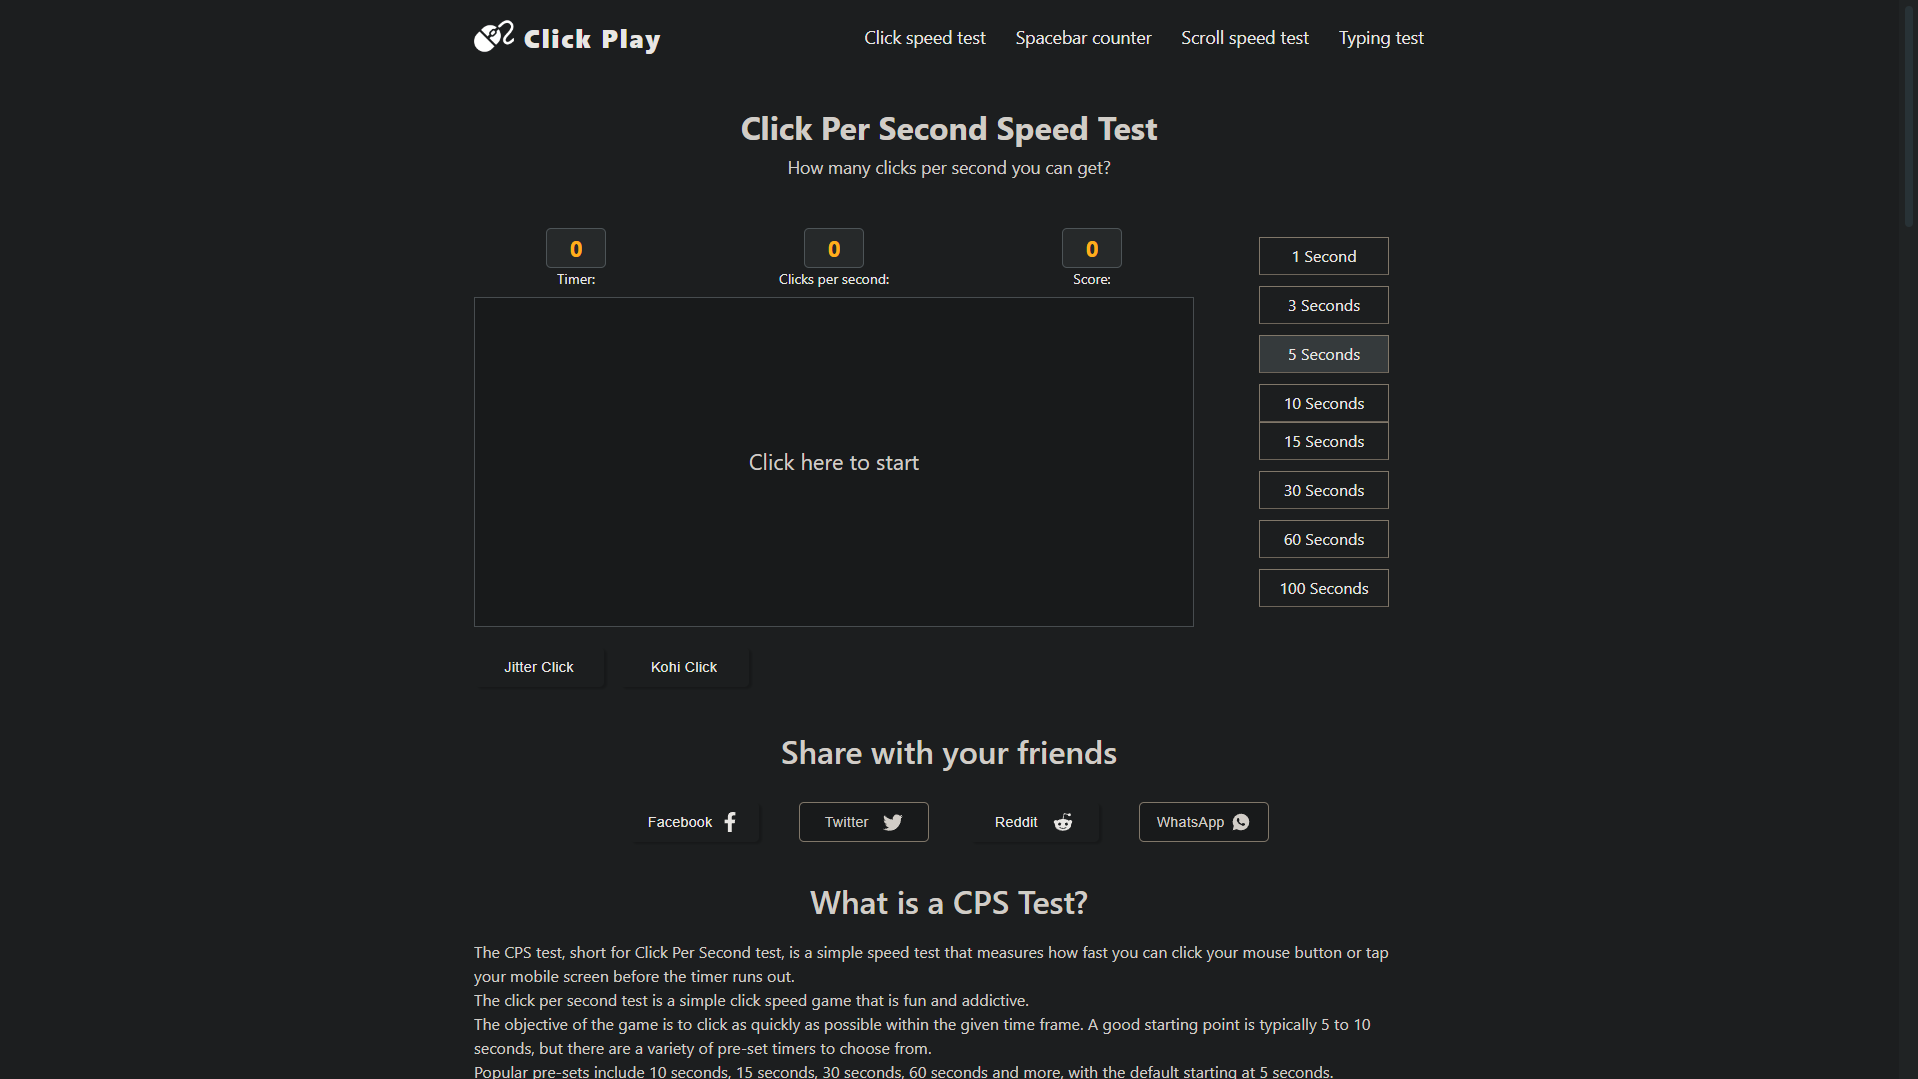 Click Play
Click speed test
Spacebar counter
Scroll speed test
Typing test
Click Per Second Speed Test
How many clicks per second you can get?
0
Timer:
0
Clicks per second:
0
Score:
1 Second
3 Seconds
5 Seconds
10 Seconds
15 Seconds
30 Seconds
60 Seconds
100 Seconds
Click here to start
Jitter Click
Kohi Click
Share with your friends
Facebook
Twitter
Reddit
WhatsApp
What is a CPS Test?
The CPS test, short for Click Per Second test, is a simple speed test that measures how fast you can click your mouse button or tap
your mobile screen before the timer runs out.
The click per second test is a simple click speed game that is fun and addictive.
The objective of the game is to click as quickly as possible within the given time frame. A good starting point is typically 5 to 10
seconds, but there are a variety of pre-set timers to choose from.
Popular pre-sets include 10 seconds, 15 seconds, 30 seconds, 60 seconds and more, with the default starting at 5 seconds.